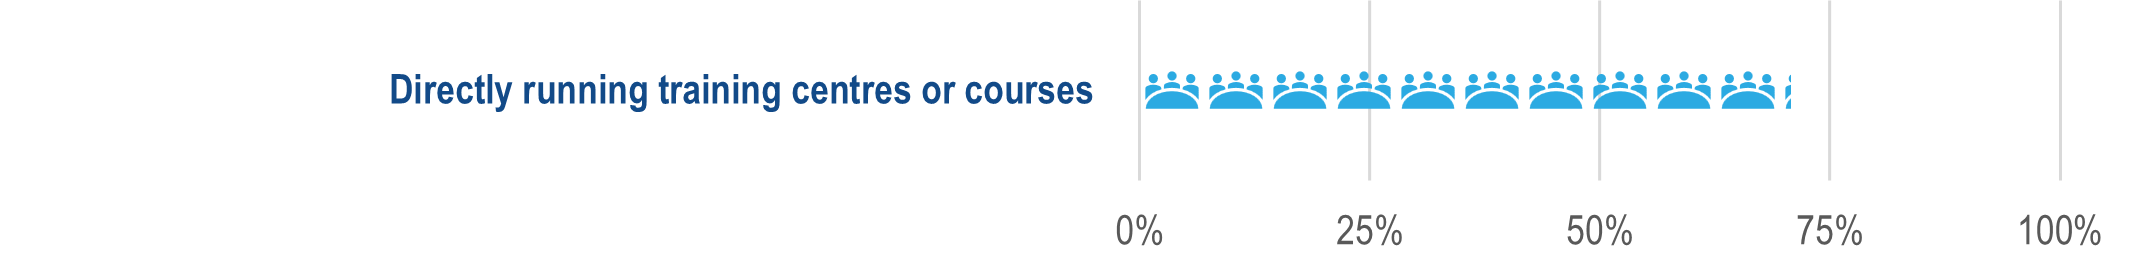 Directly running training centres or courses
0% 25% 50% 75% 100%